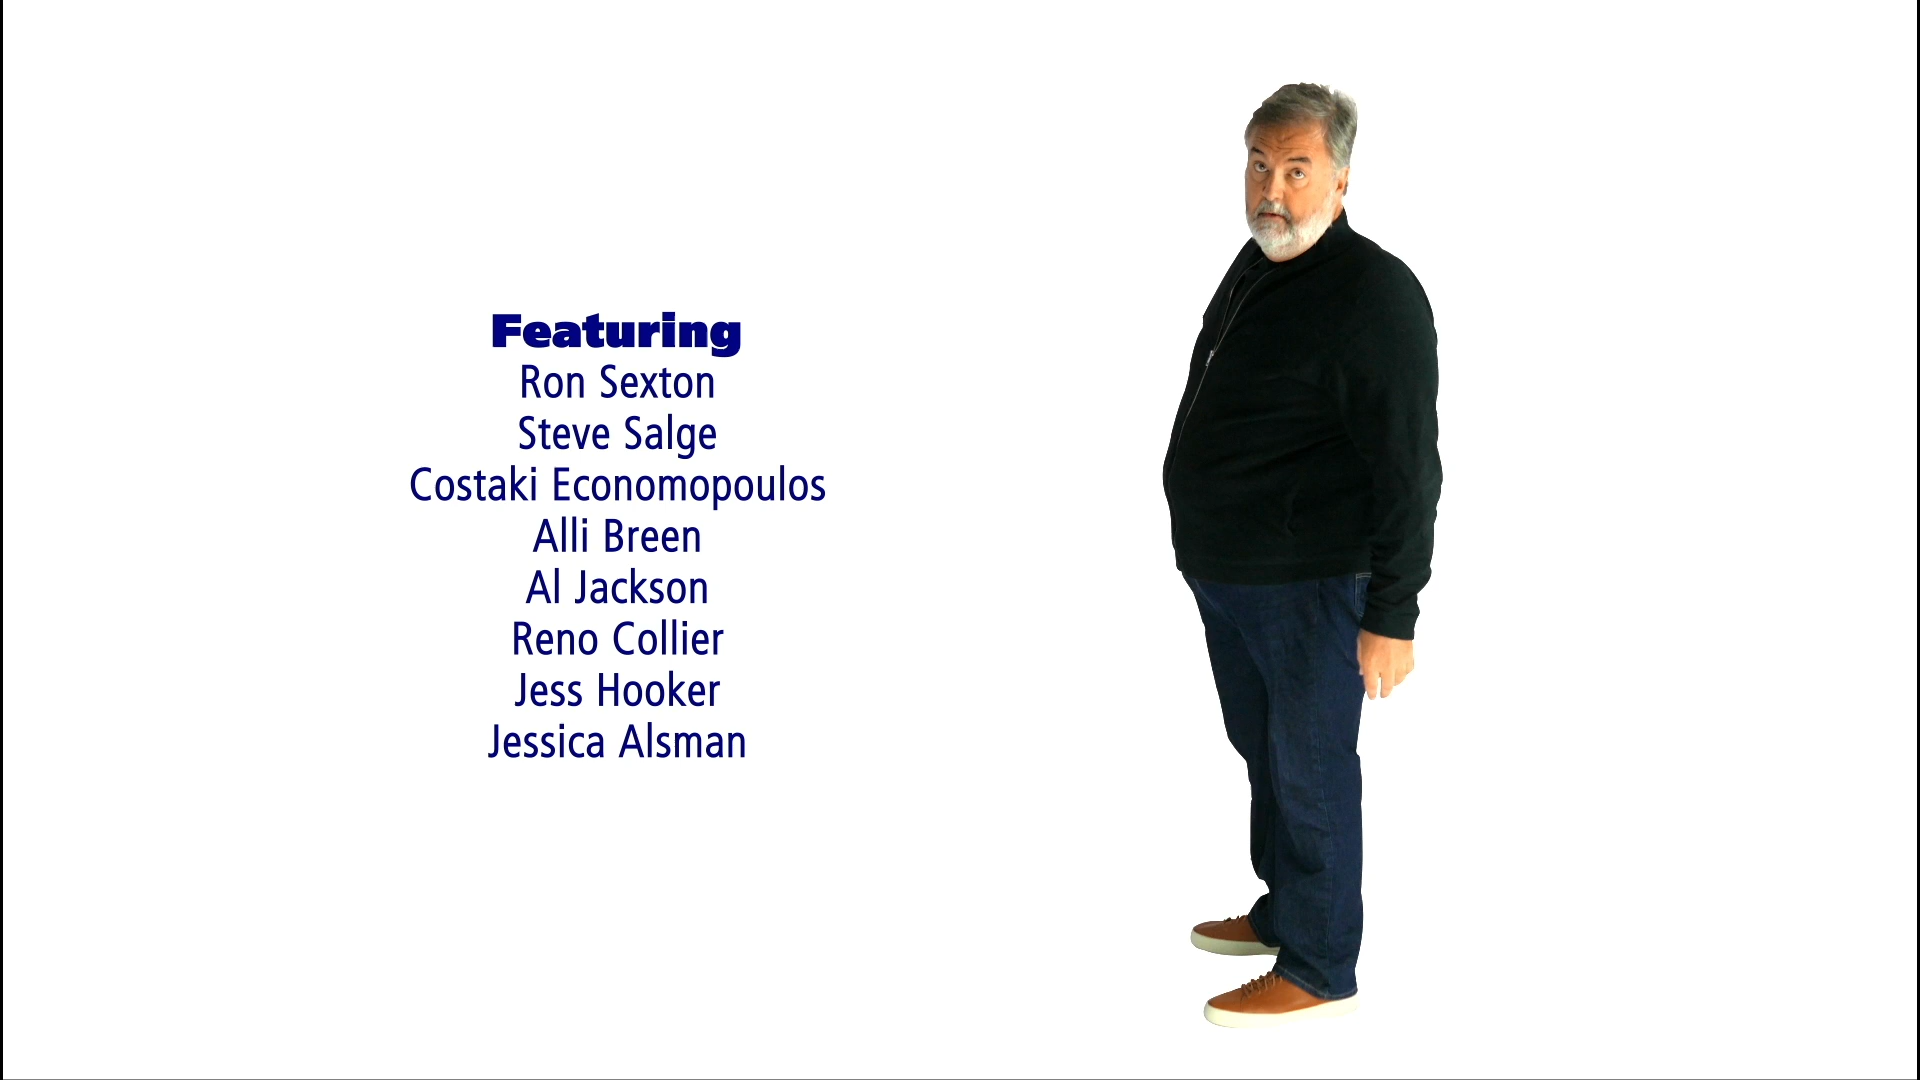 Featuring
Ron Sexton
Steve Salge
Costaki Economopoulos
Alli Breen
Al Jackson
Reno Collier
Jess Hooker
Jessica Alsman